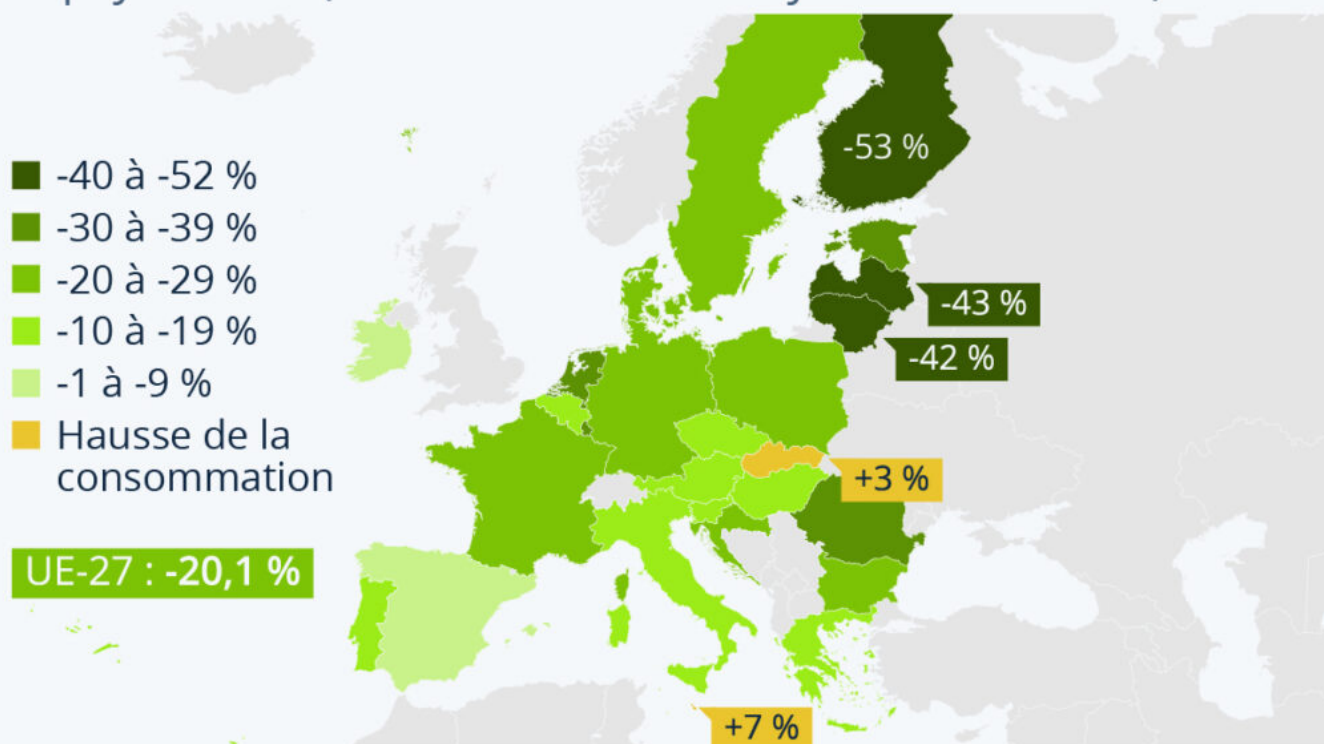 -40 à -52 %
-30 à -39 %
-20 à -29 %
-10 à -19 %
-1 à -9 %
Hausse de la
consommation
UE-27 : -20,1 %
-53 %
-43 %
-42 %
+3 %
+7 %